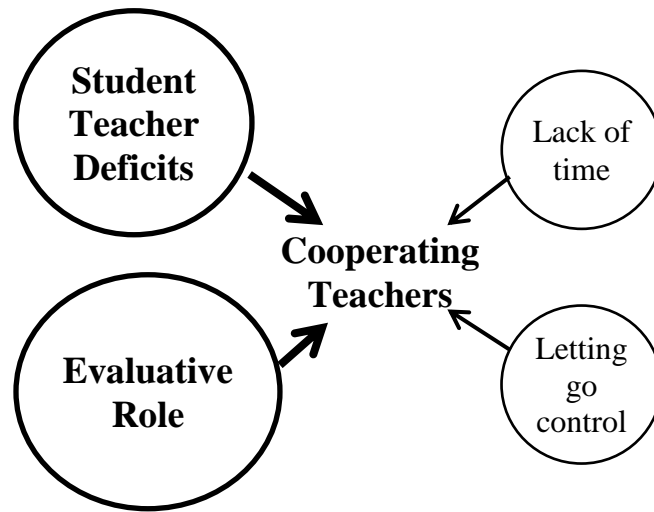 Student
Teacher
Deficits
Lack of
time
Cooperating
Teachers
Evaluative
Role
Letting
go
control